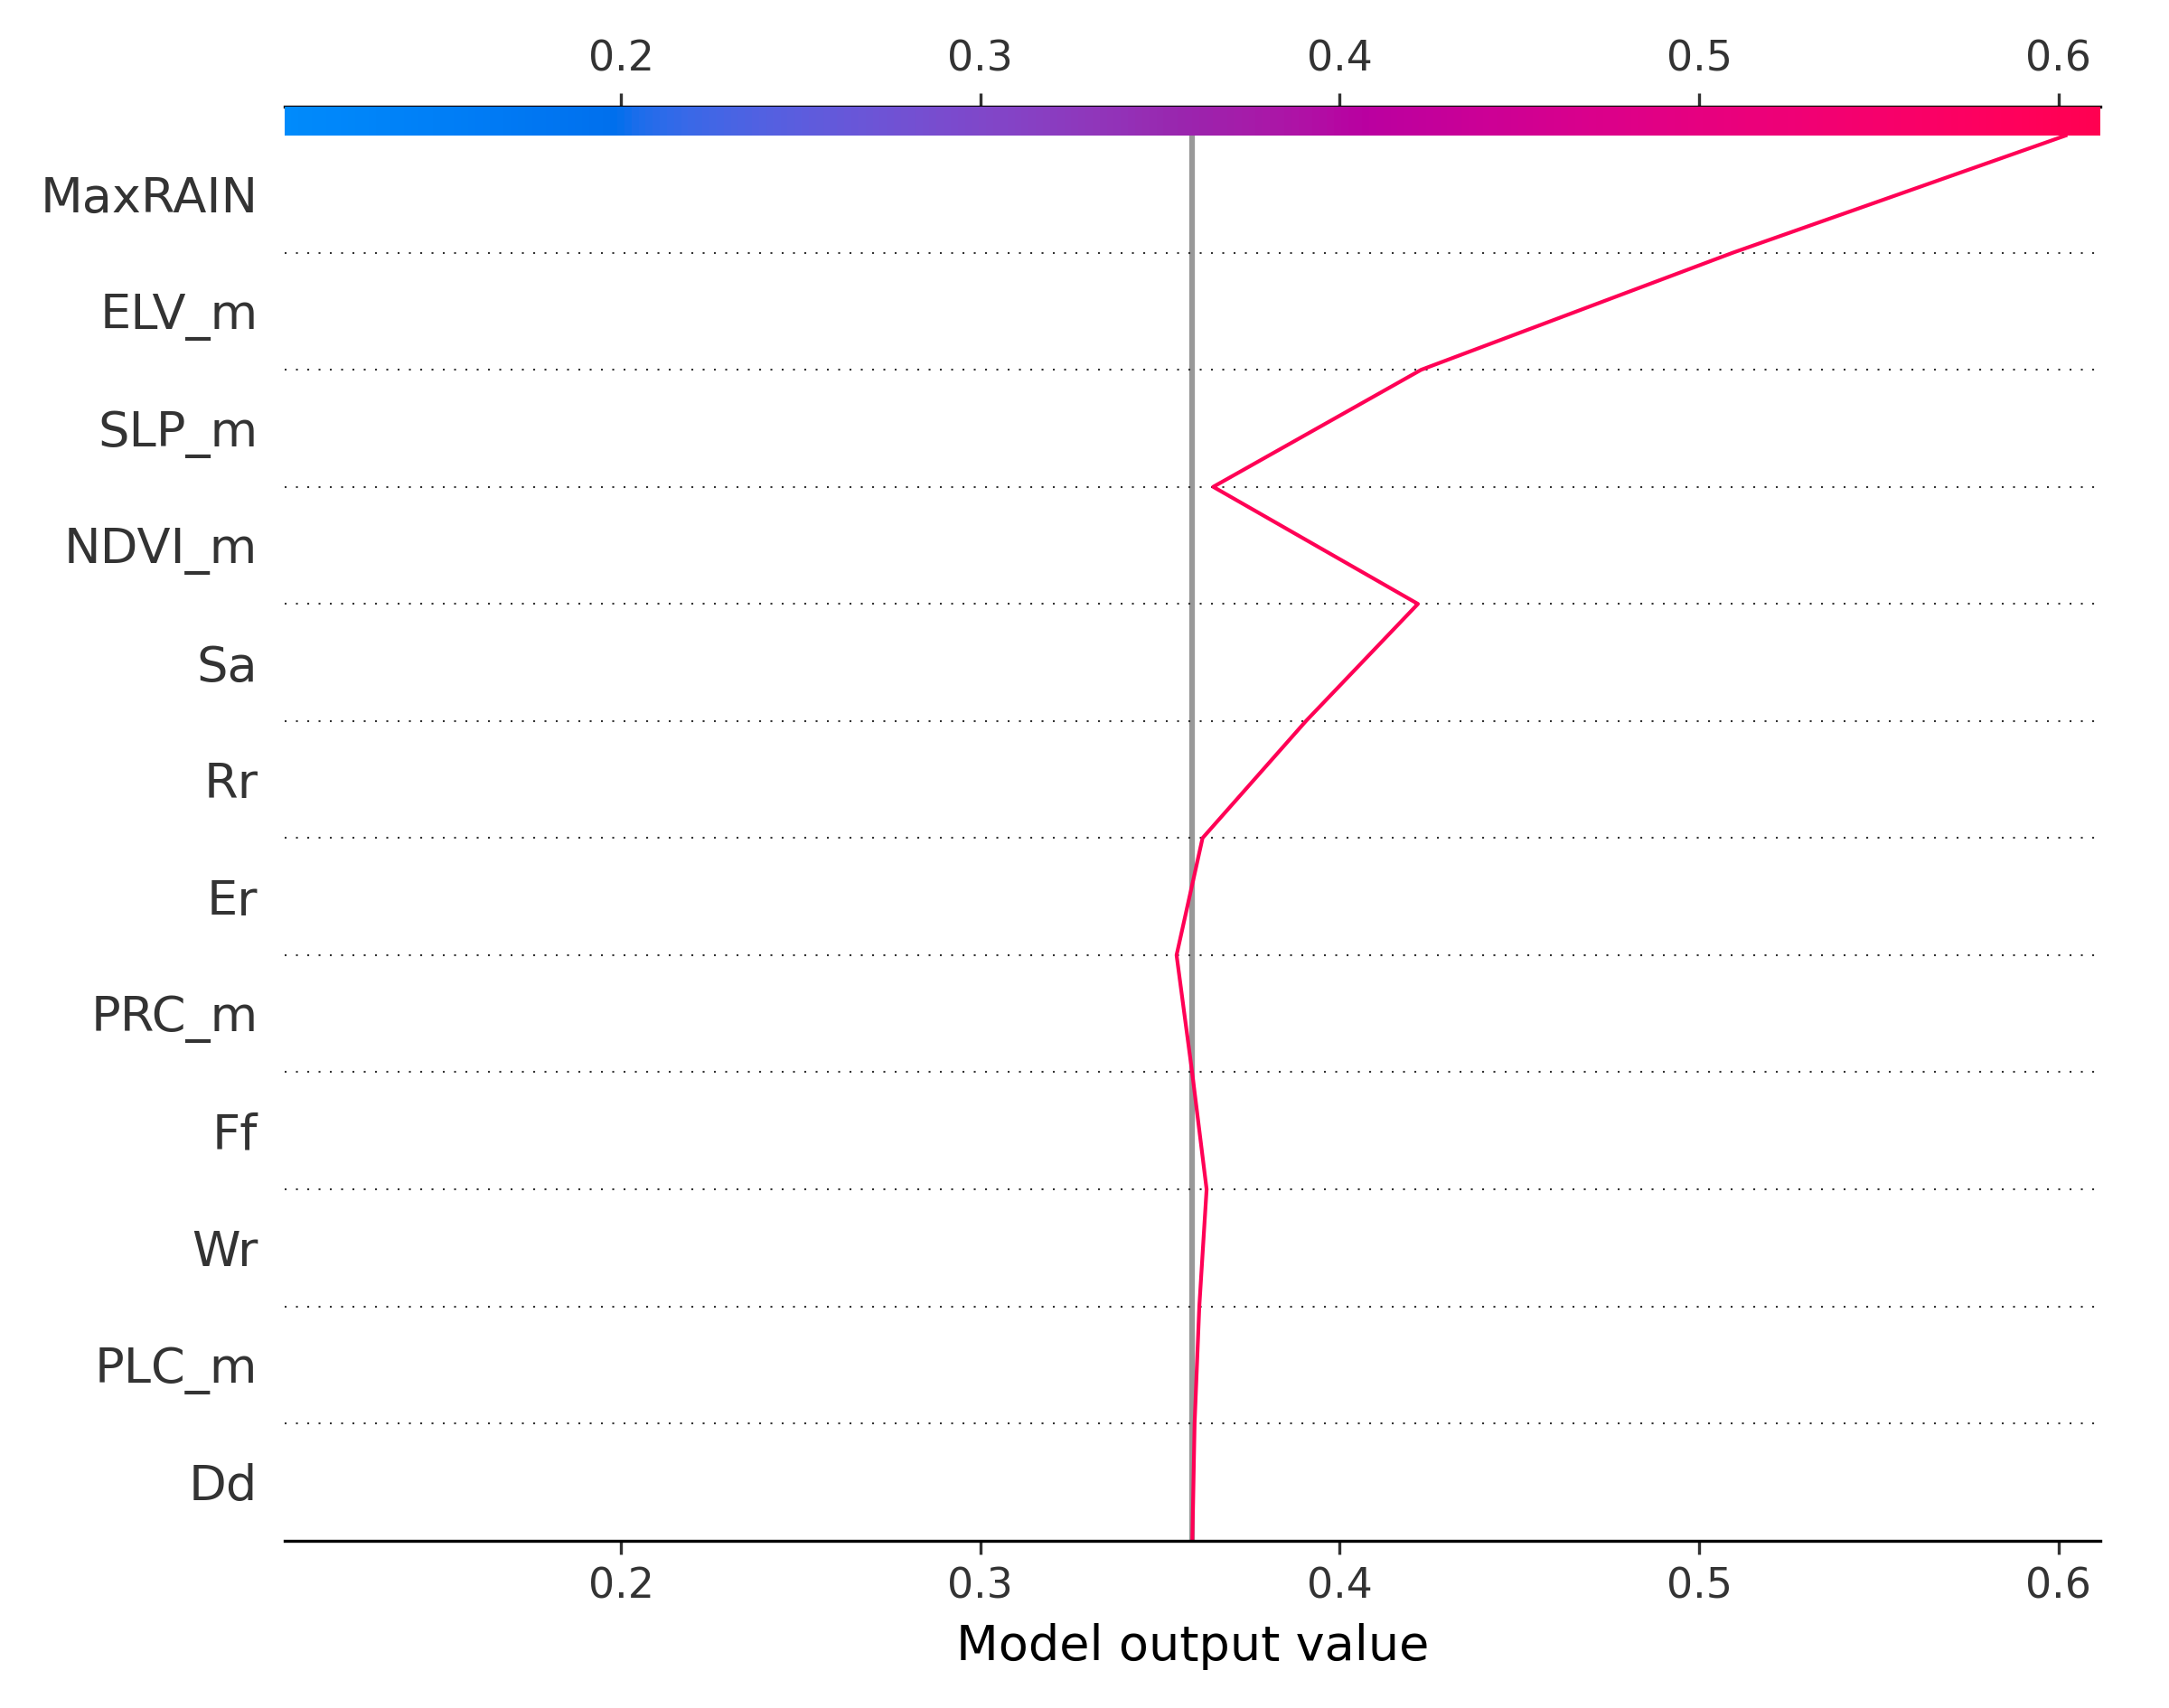 0.2 0.3 0.4 0.5 0.6
MaxRAIN
ELV_m
SLP_m
NDVI_m
Sa
Rr
Er
PRC_m
Ff
Wr
PLC_m
Dd
0.2 0.3 0.4 0.5 0.6
Model output value